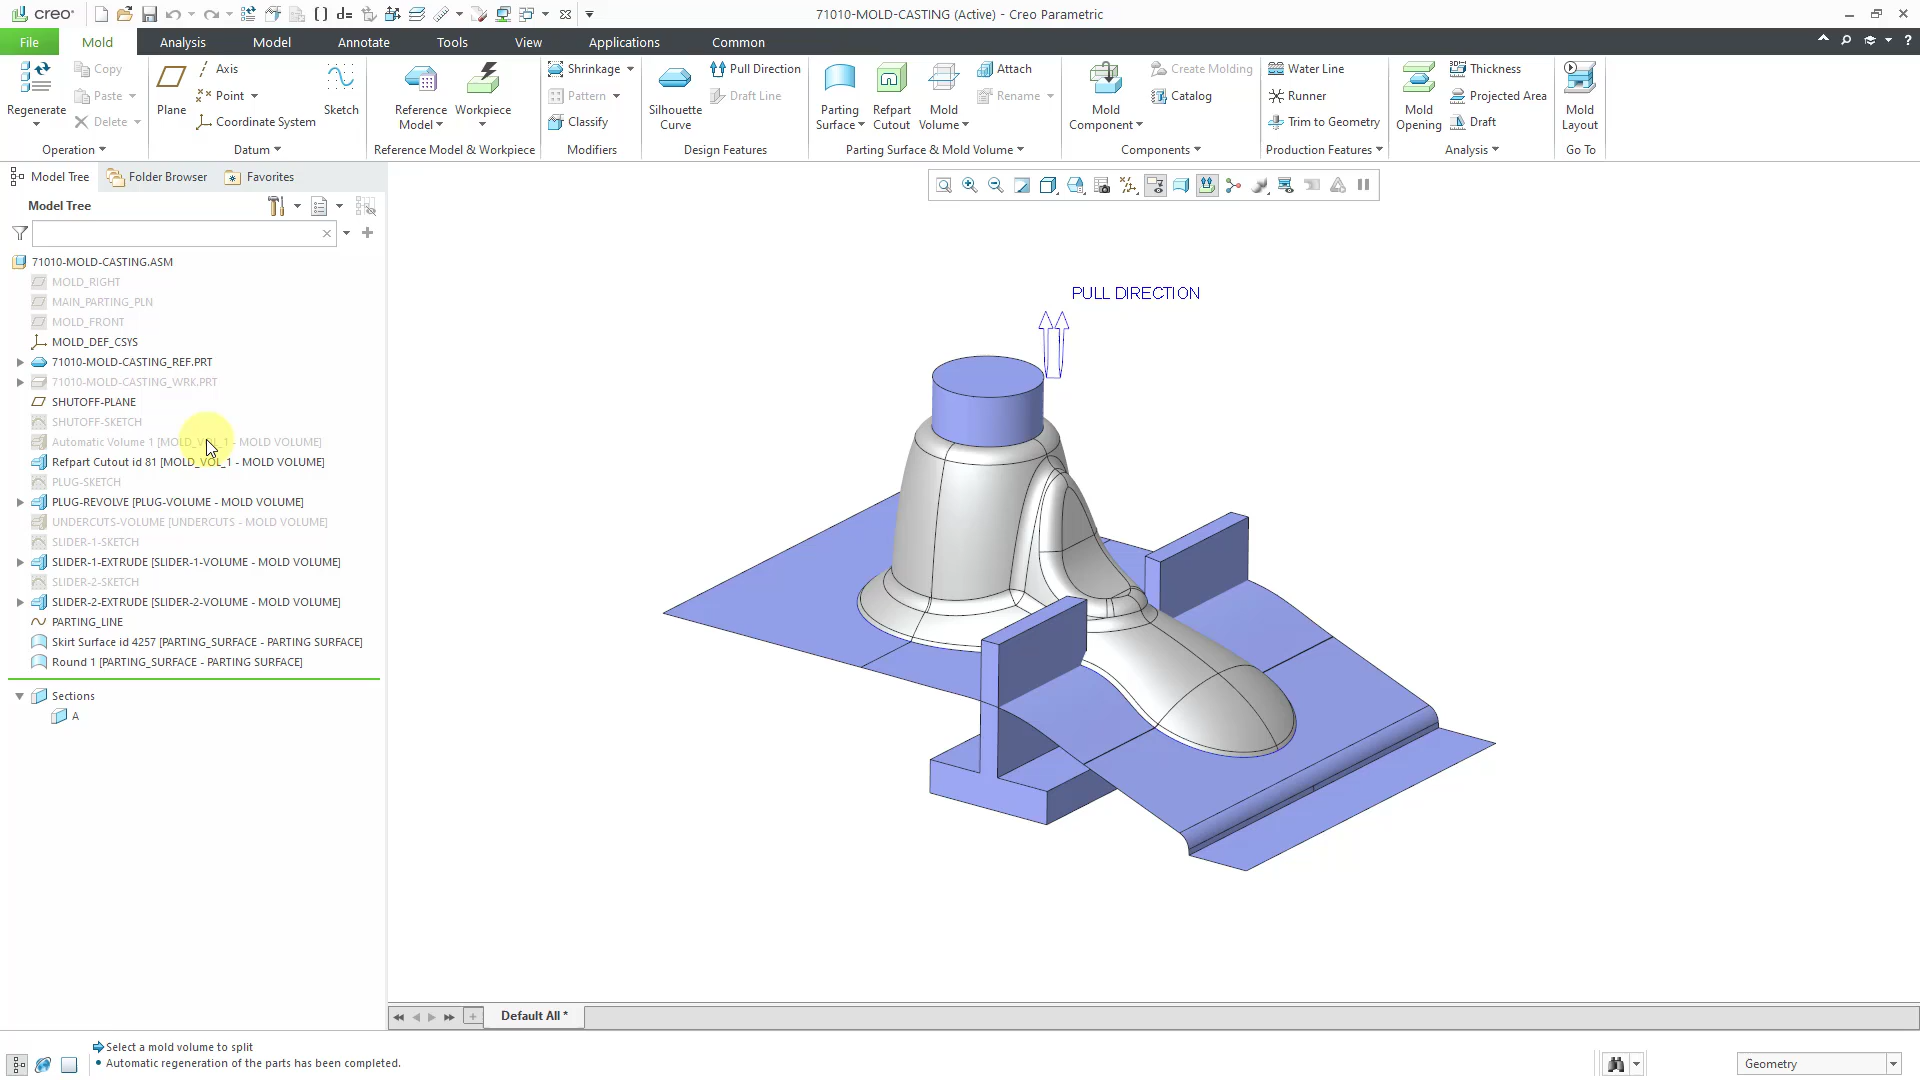 creo
d=
71010-MOLD-CASTING (Active) - Creo Parametric
File
Mold
Analysis
Model
Annotate
Tools
View
Applications
Common
Regenerate
Copy
Paste
Delete
Operation
Plane
Axis
Point
Coordinate System
Sketch
Datum
Reference Model
Workpiece
Reference Model & Workpiece
Shrinkage
Pattern
Classify
Modifiers
Silhouette Curve
Pull Direction
Draft Line
Design Features
Parting Surface
Refpart Cutout
Mold Volume
Attach
Rename
Parting Surface & Mold Volume
Mold Component
Create Molding
Catalog
Components
Water Line
Runner
Trim to Geometry
Production Features
Mold Opening
Thickness
Projected Area
Draft
Analysis
Mold Layout
Go To
Model Tree
Folder Browser
Favorites
Model Tree
71010-MOLD-CASTING.ASM
MOLD_RIGHT
MAIN_PARTING_PLN
MOLD_FRONT
MOLD_DEF_CSYS
71010-MOLD-CASTING_REF.PRT
71010-MOLD-CASTING_WRK.PRT
SHUTOFF-PLANE
SHUTOFF-SKETCH
Automatic Volume 1 [MOLD_VOL_1 - MOLD VOLUME]
Refpart Cutout id 81 [MOLD_VOL_1 - MOLD VOLUME]
PLUG-SKETCH
PLUG-REVOLVE [PLUG-VOLUME - MOLD VOLUME]
UNDERCUTS-VOLUME [UNDERCUTS - MOLD VOLUME]
SLIDER-1-SKETCH
SLIDER-1-EXTRUDE [SLIDER-1-VOLUME - MOLD VOLUME]
SLIDER-2-SKETCH
SLIDER-2-EXTRUDE [SLIDER-2-VOLUME - MOLD VOLUME]
PARTING_LINE
Skirt Surface id 4257 [PARTING_SURFACE - PARTING SURFACE]
Round 1 [PARTING_SURFACE - PARTING SURFACE]
Sections
A
PULL DIRECTION
Default All *
Select a mold volume to split
• Automatic regeneration of the parts has been completed.
Geometry